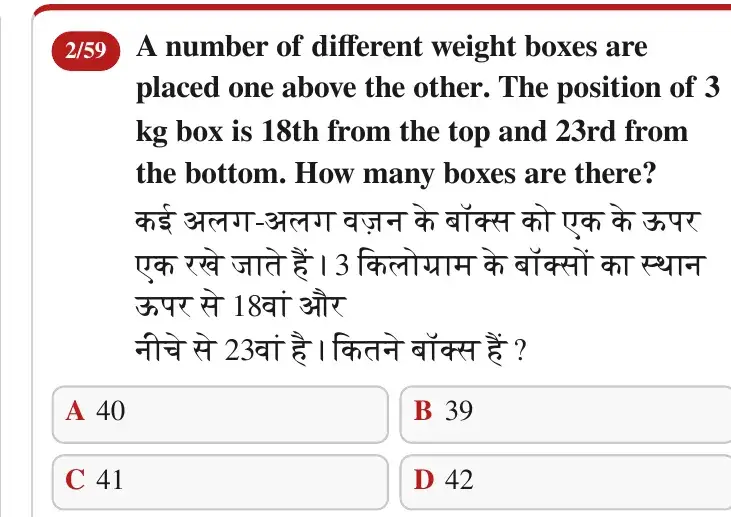 2/59 A number of different weight boxes are
placed one above the other. The position of 3
kg box is 18th from the top and 23rd from
the bottom. How many boxes are there?
कई अलग-अलग वज़न के बॉक्स को एक के ऊपर
एक रखे जाते हैं। 3 किलोग्राम के बॉक्सों का स्थान
ऊपर से 18वां और
नीचे से 23वां है। कितने बॉक्स हैं ?
A 40
B 39
C 41
D 42